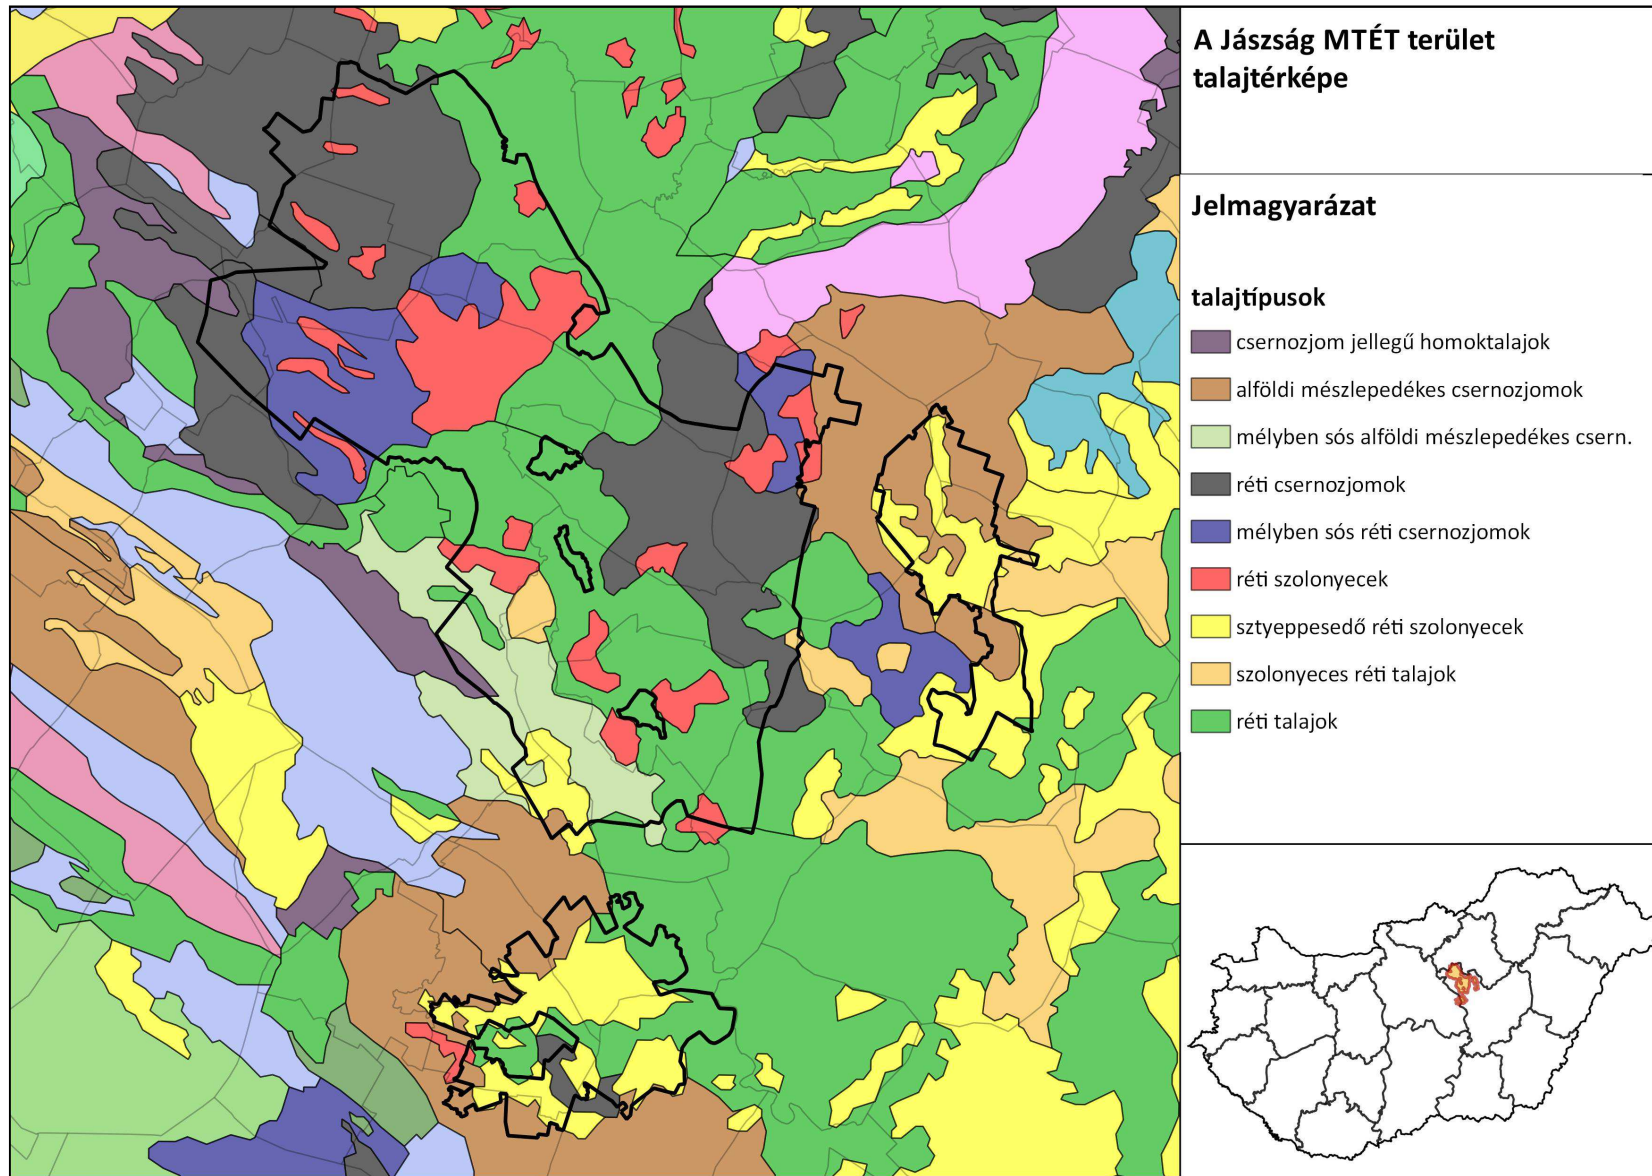 A Jászság MTÉT terület
talajtérképe
Jelmagyarázat
talajtípusok
csernozjom jellegű homoktalajok
alföldi mészlepedékes csernozjomok
mélyben sós alföldi mészlepedékes csern.
réti csernozjomok
mélyben sós réti csernozjomok
réti szolonyecek
sztyeppesedő réti szolonyecek
szolonyeces réti talajok
réti talajok